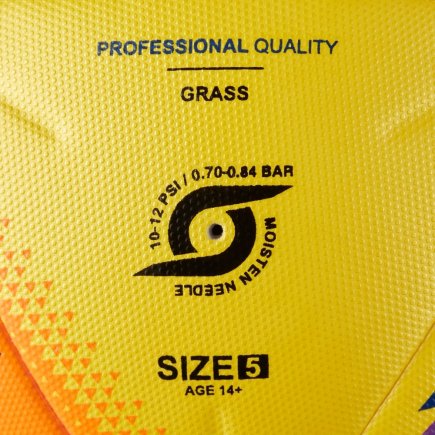 PROFESSIONAL QUALITY
GRASS
10-12 PSI / 0.70-0.84 BAR
MOISTEN NEEDLE
SIZE 5
AGE 14+